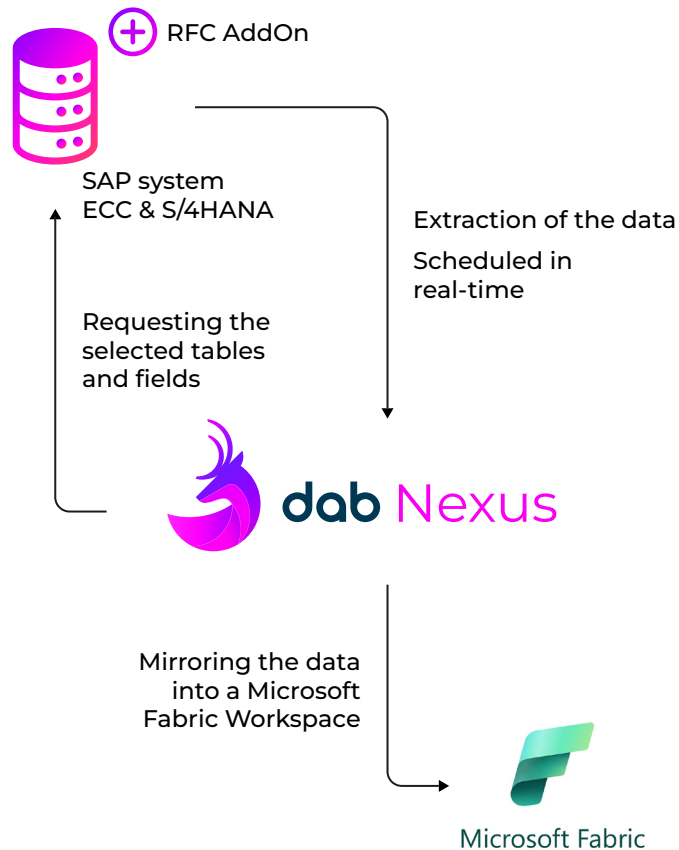 RFC AddOn
SAP system
ECC & S/4HANA
Extraction of the data
Scheduled in
real-time
Requesting the
selected tables
and fields
dab Nexus
Mirroring the data
into a Microsoft
Fabric Workspace
Microsoft Fabric